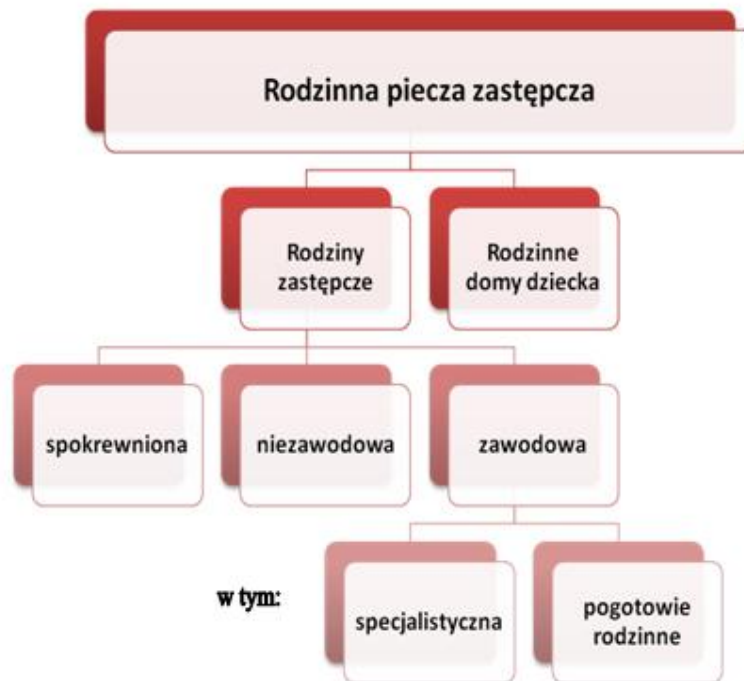 Rodzinna piecza zastępcza
Rodziny
zastępcze
Rodzinne
domy dziecka
spokrewniona
niezawodowa
zawodowa
w tym:
specjalistyczna
pogotowie
rodzinne